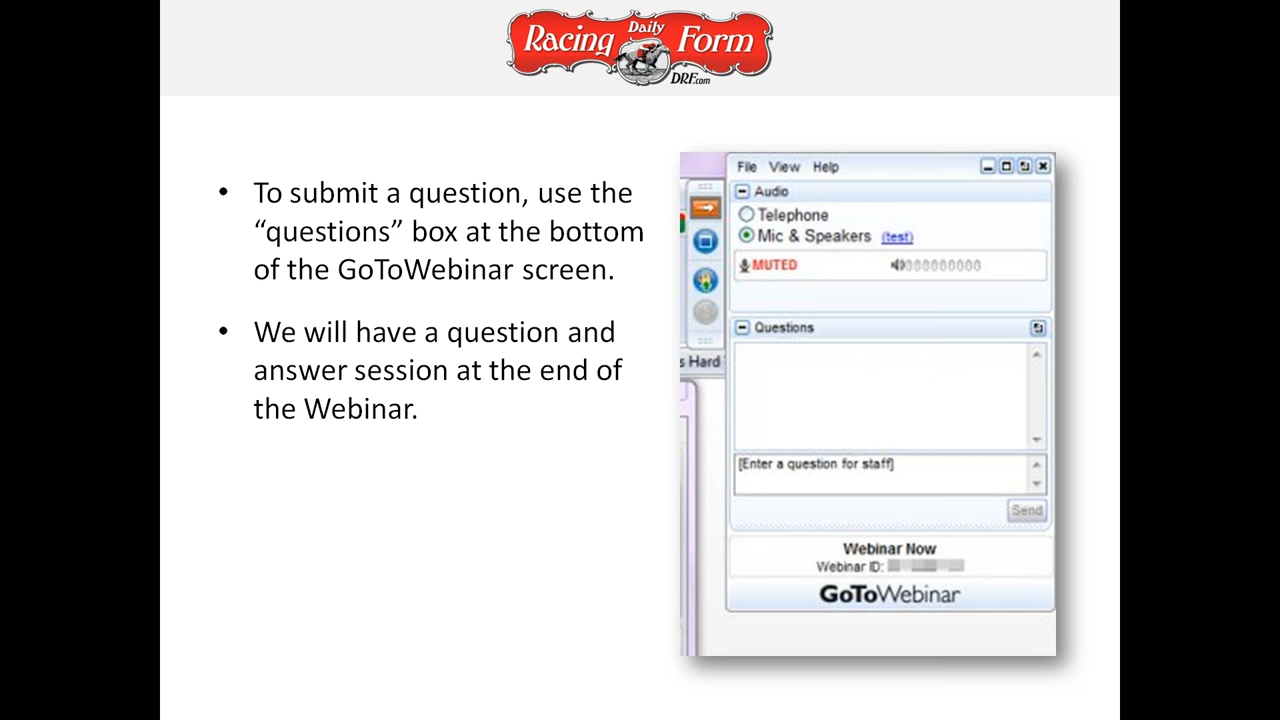 Racing Daily Form
DRF.com
• To submit a question, use the
“questions” box at the bottom
of the GoToWebinar screen.
• We will have a question and
answer session at the end of
the Webinar.
File View Help
Audio
Telephone
Mic & Speakers (test)
MUTED
s Hard
Questions
[Enter a question for staff]
Send
Webinar Now
Webinar ID:
GoToWebinar